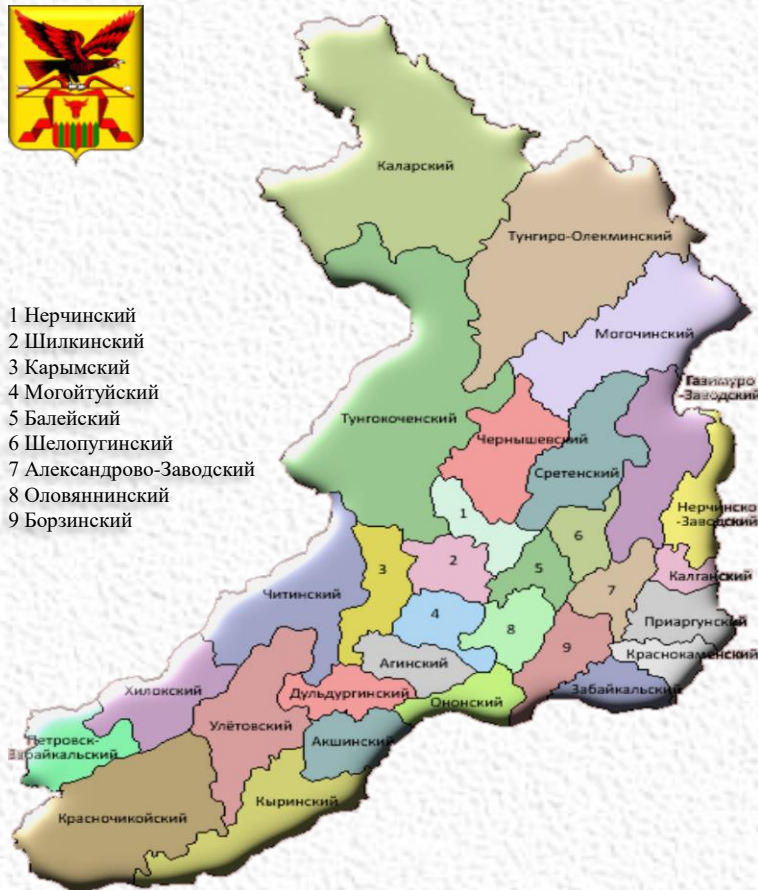 Каларский
Тунгиро-Олекминский
1 Нерчинский
2 Шилкинский
3 Карымский
4 Могойтуйский
5 Балейский
6 Шелопугинский
7 Александрово-Заводский
8 Оловяннинский
9 Борзинский
Могочинский
Газимуро
-Заводский
Тунгокоченский
Чернышевский
Сретенский
Нерчинско
-Заводский
1
6
2
3
5
Калганский
Читинский
7
4
Приаргунский
8
9
Краснокаменский
Агинский
Хилокский
Дульдургинский
Ононский
Забайкальский
Улётовский
Петровск-
Забайкальский
Акшинский
Кыринский
Красночикойский